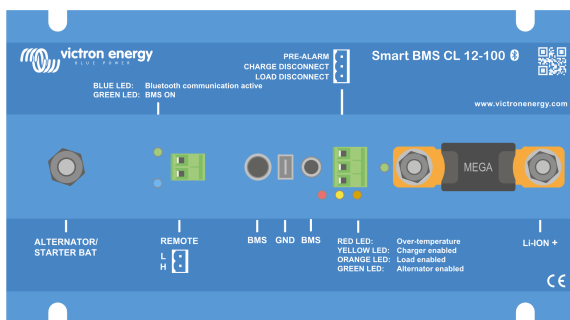 victron energy
BLUE POWER
PRE-ALARM
CHARGE DISCONNECT
LOAD DISCONNECT
Smart BMS CL 12-100
BLUE LED: Bluetooth communication active
GREEN LED: BMS ON
www.victronenergy.com
MEGA
ALTERNATOR/
STARTER BAT
REMOTE
L
H
BMS GND BMS
RED LED: Over-temperature
YELLOW LED: Charger enabled
ORANGE LED: Load enabled
GREEN LED: Alternator enabled
Li-ION +
CE